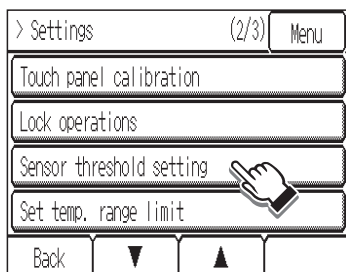 > Settings (2/3) Menu
Touch panel calibration
Lock operations
Sensor threshold setting
Set temp. range limit
Back ▼ ▲